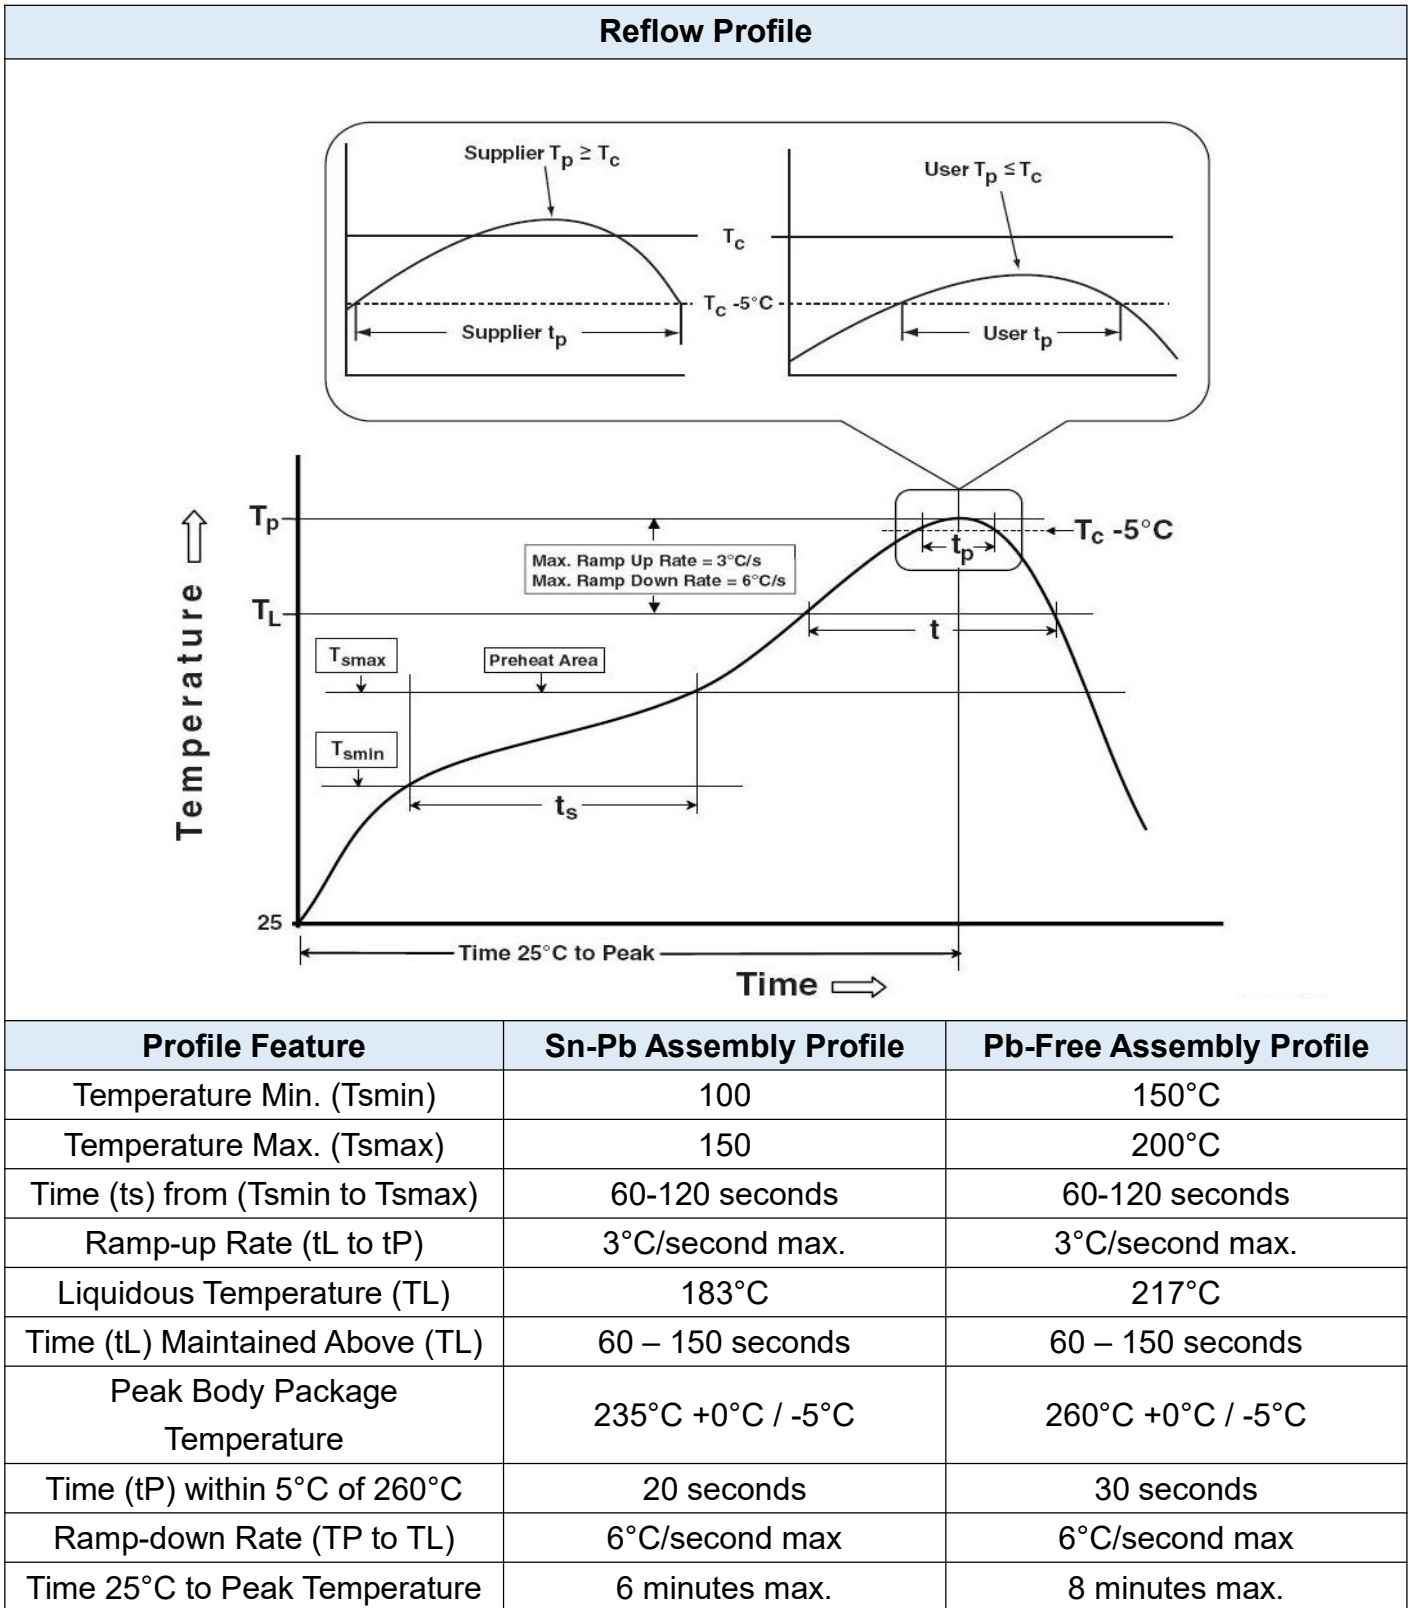 Reflow Profile
Supplier Tp ≥ Tc
User Tp ≤ Tc
Tc
Tc -5°C
Supplier tp
User tp
Tp
Tc -5°C
tp
Max. Ramp Up Rate = 3°C/s
Max. Ramp Down Rate = 6°C/s
TL
t
Tsmax
Preheat Area
Tsmin
ts
Temperature
25
Time 25°C to Peak
Time
Profile Feature Sn-Pb Assembly Profile Pb-Free Assembly Profile
Temperature Min. (Tsmin) 100 150°C
Temperature Max. (Tsmax) 150 200°C
Time (ts) from (Tsmin to Tsmax) 60-120 seconds 60-120 seconds
Ramp-up Rate (tL to tP) 3°C/second max. 3°C/second max.
Liquidous Temperature (TL) 183°C 217°C
Time (tL) Maintained Above (TL) 60 – 150 seconds 60 – 150 seconds
Peak Body Package
Temperature 235°C +0°C / -5°C 260°C +0°C / -5°C
Time (tP) within 5°C of 260°C 20 seconds 30 seconds
Ramp-down Rate (TP to TL) 6°C/second max 6°C/second max
Time 25°C to Peak Temperature 6 minutes max. 8 minutes max.